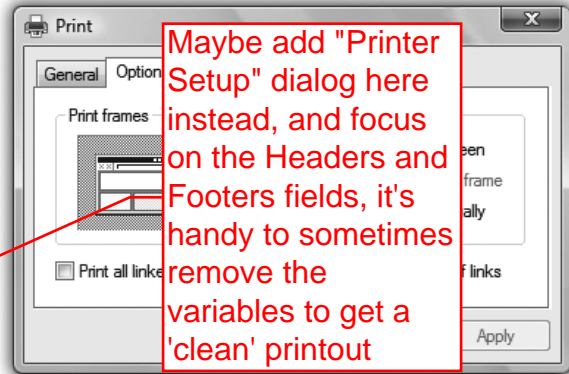 Print
X
General Option
Print frames
Print all linke
een
frame
ally
f links
Apply
Maybe add "Printer
Setup" dialog here
instead, and focus
on the Headers and
Footers fields, it's
handy to sometimes
remove the
variables to get a
'clean' printout